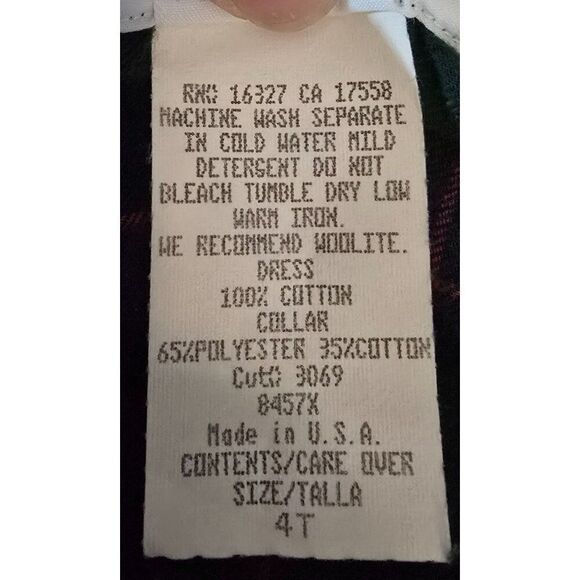 RN# 16327 CA 17558
MACHINE WASH SEPARATE
IN COLD WATER MILD
DETERGENT DO NOT
BLEACH TUMBLE DRY LOW
WARM IRON.
WE RECOMMEND WOOLITE.
DRESS
100% COTTON
COLLAR
65%POLYESTER 35%COTTON
Cut# 3069
8457X
Made in U.S.A.
CONTENTS/CARE OVER
SIZE/TALLA
4T